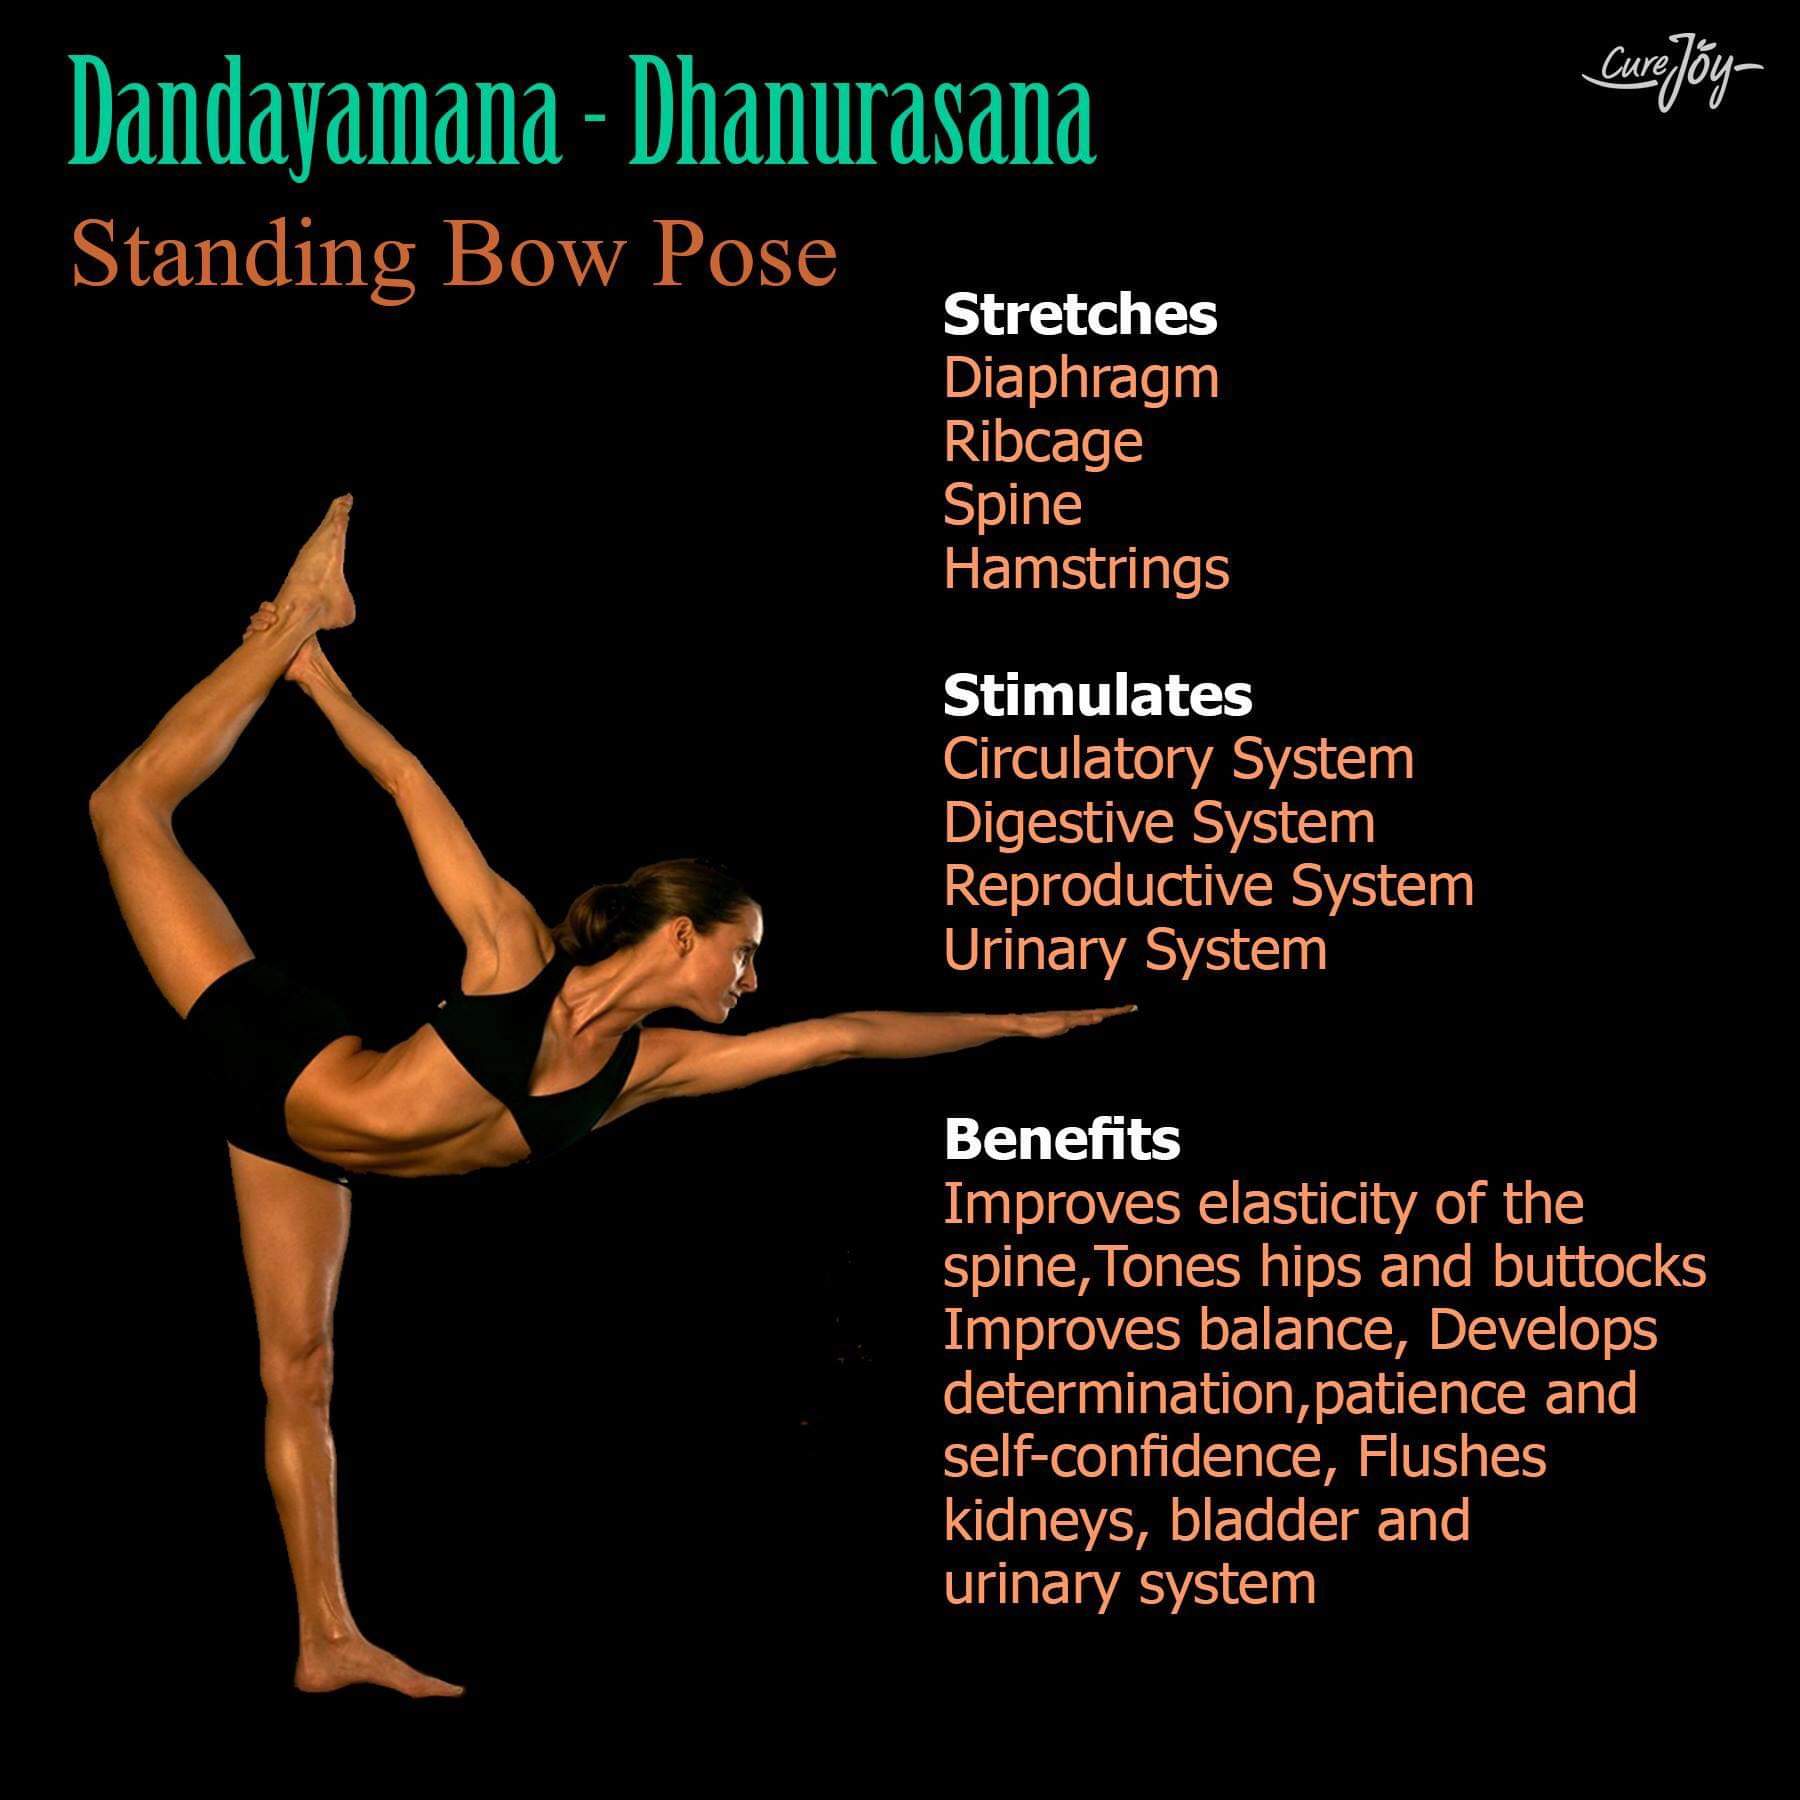 Dandayamana - Dhanurasana
CureJoy
Standing Bow Pose
Stretches
Diaphragm
Ribcage
Spine
Hamstrings
Stimulates
Circulatory System
Digestive System
Reproductive System
Urinary System
Benefits
Improves elasticity of the
spine,Tones hips and buttocks
Improves balance, Develops
determination,patience and
self-confidence, Flushes
kidneys, bladder and
urinary system